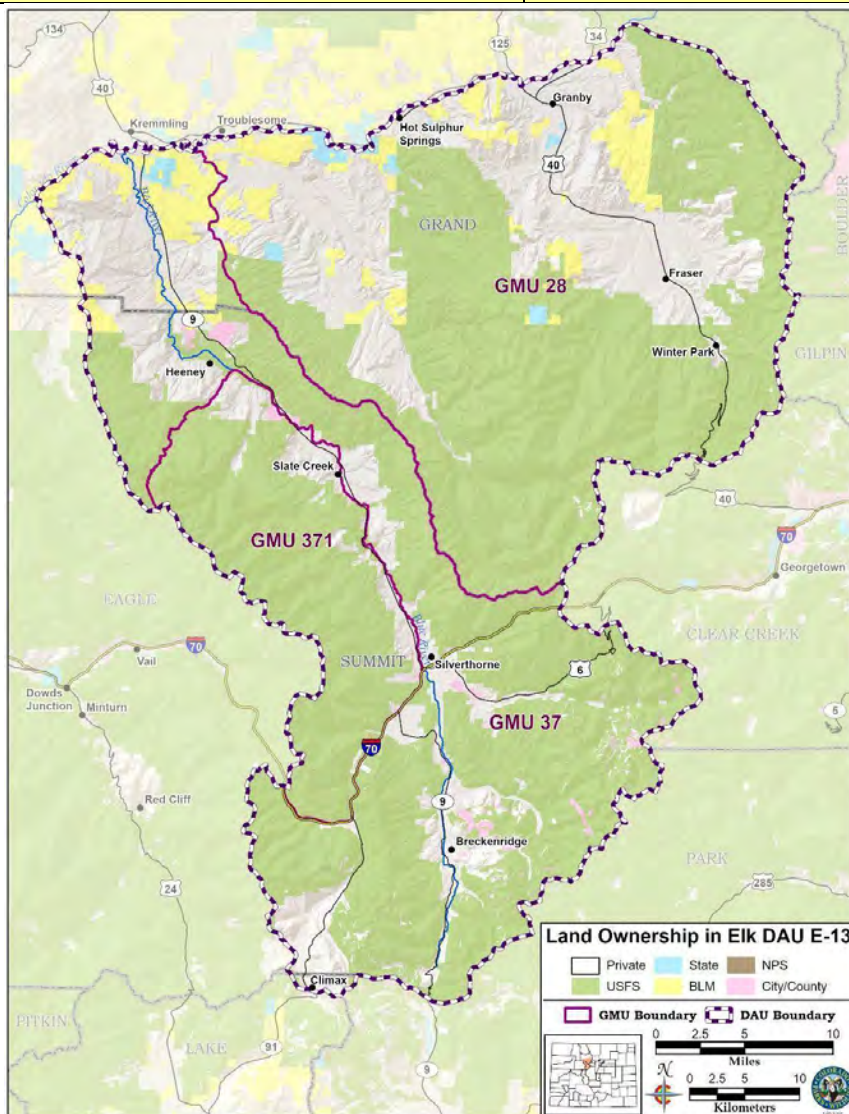 134
125
34
40
Kremmling
Troublesome
Granby
Hot Sulphur
Springs
40
GRAND
BOULDER
GMU 28
Fraser
9
Winter Park
GILPIN
Heeney
Slate Creek
40
GMU 371
70
Georgetown
EAGLE
CLEAR CREEK
Vail
70
SUMMIT
Silverthorne
6
Dowds
Junction
Minturn
5
GMU 37
70
Red Cliff
9
Breckenridge
PARK
24
285
Climax
PITKIN
LAKE
91
9
Land Ownership in Elk DAU E-13
Private State NPS
USFS BLM City/County
GMU Boundary DAU Boundary
0 2.5 5 10
Miles
N
0 2.5 5 10
Kilometers